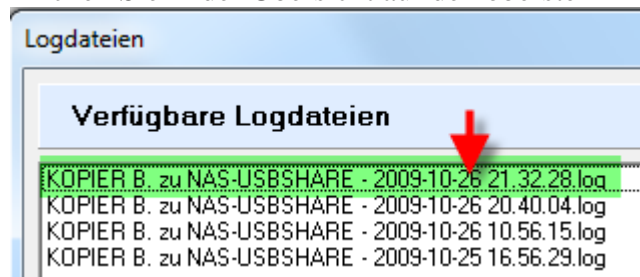 Logdateien
Verfügbare Logdateien
KOPIER B. zu NAS-USBSHARE - 2009-10-26 21.32.28.log
KOPIER B. zu NAS-USBSHARE - 2009-10-26 20.40.04.log
KOPIER B. zu NAS-USBSHARE - 2009-10-26 10.56.15.log
KOPIER B. zu NAS-USBSHARE - 2009-10-25 16.56.29.log